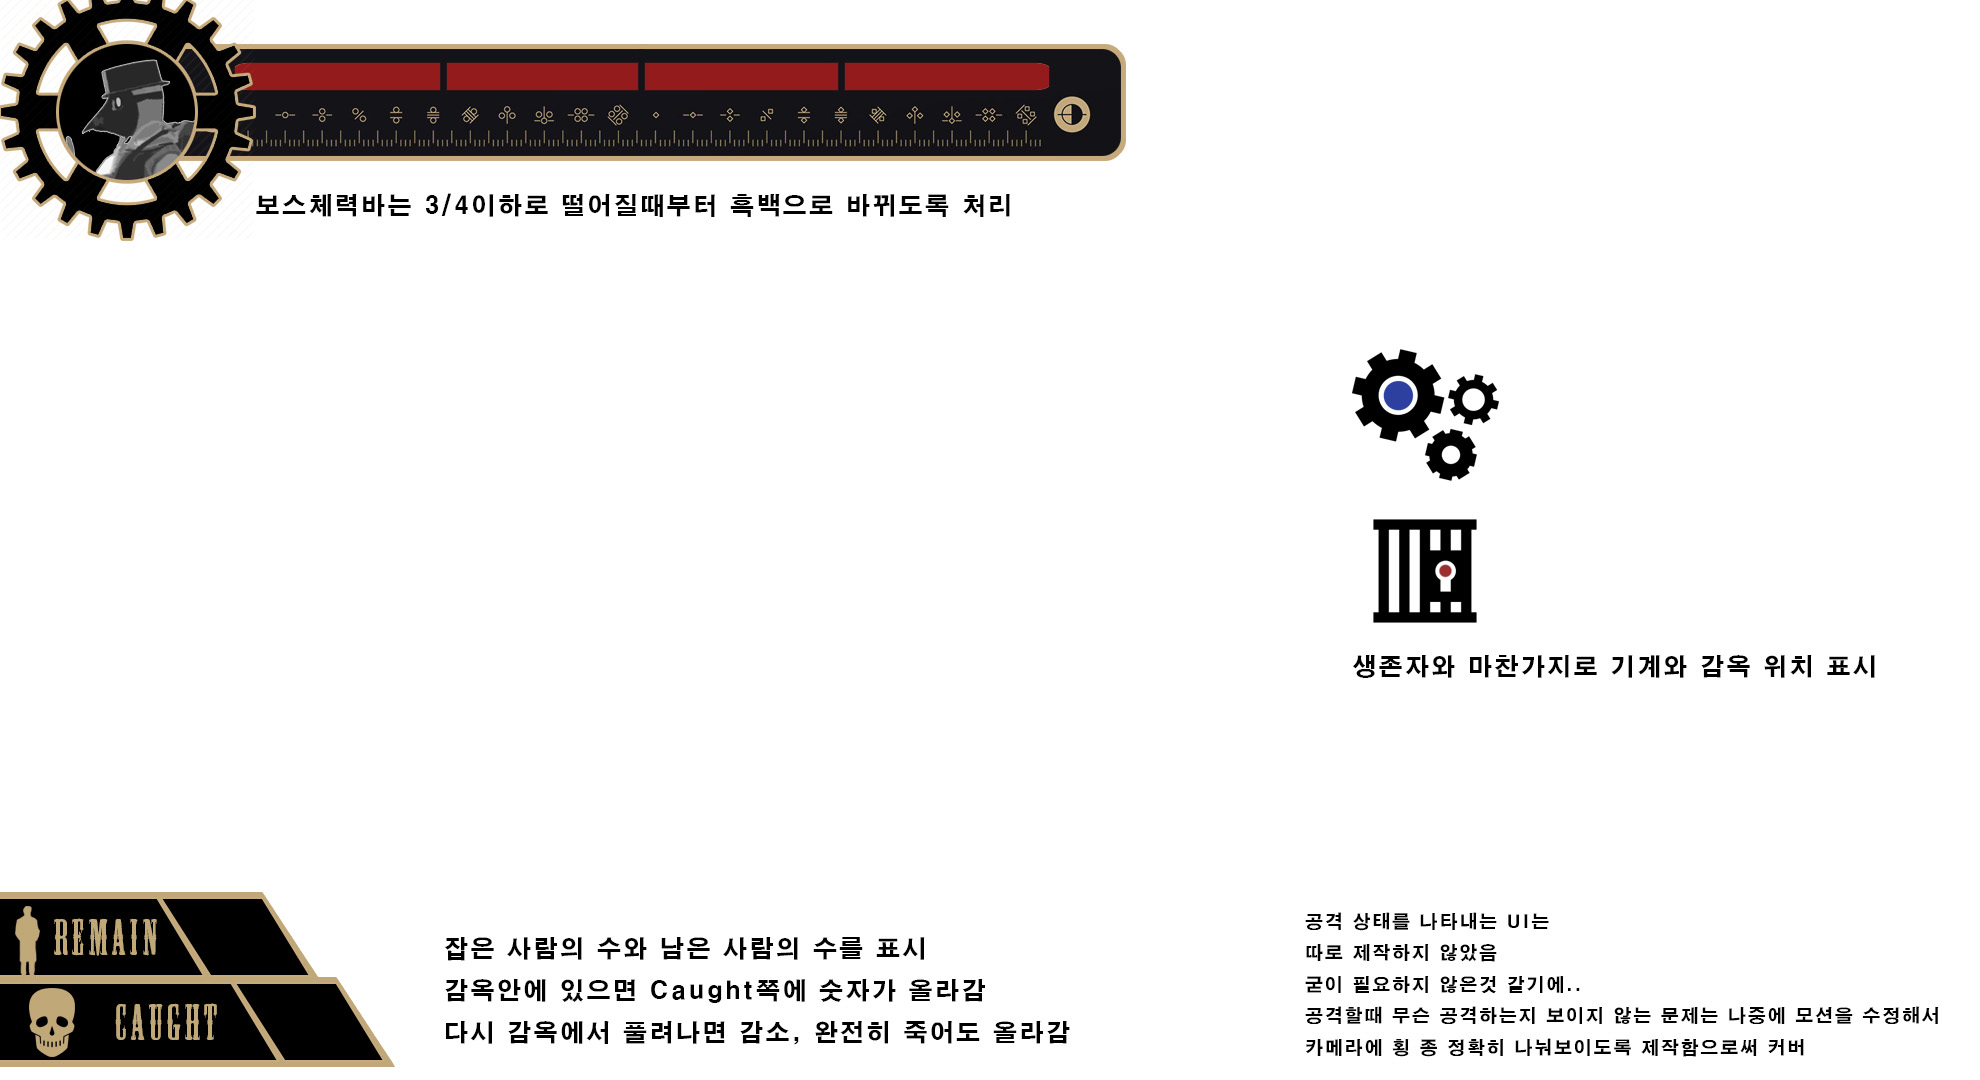 보스체력바는 3/4이하로 떨어질때부터 흑백으로 바뀌도록 처리
생존자와 마찬가지로 기계와 감옥 위치 표시
REMAIN
CAUGHT
잡은 사람의 수와 남은 사람의 수를 표시
감옥안에 있으면 Caught쪽에 숫자가 올라감
다시 감옥에서 풀려나면 감소, 완전히 죽어도 올라감
공격 상태를 나타내는 UI는
따로 제작하지 않았음
굳이 필요하지 않은것 같기에..
공격할때 무슨 공격하는지 보이지 않는 문제는 나중에 모션을 수정해서
카메라에 횡 종 정확히 나눠보이도록 제작함으로써 커버